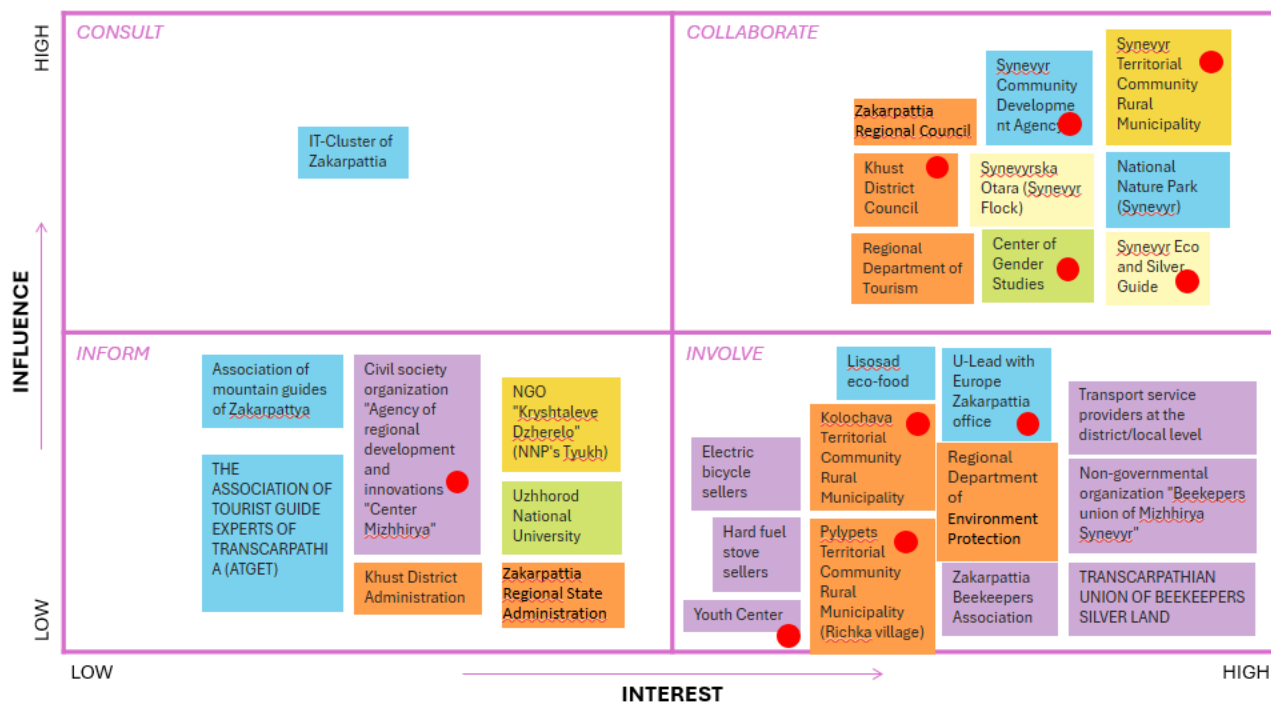 HIGH
INFLUENCE
LOW
CONSULT
IT-Cluster of
Zakarpattia
COLLABORATE
Zakarpattia
Regional Council
Synevyr
Community
Developme
nt Agency
Synevyr
Territorial
Community
Rural
Municipality
Khust
District
Council
Synevyrska
Otara (Synevyr
Flock)
National
Nature Park
(Synevyr)
Regional
Department of
Tourism
Center of
Gender
Studies
Synevyr Eco
and Silver
Guide
INFORM
Association of
mountain guides
of Zakarpattya
THE
ASSOCIATION OF
TOURIST GUIDE
EXPERTS OF
TRANSCARPATHI
A (ATGET)
Civil society
organization
"Agency of
regional
development
and
innovations
"Center
Mizhhirya"
Khust District
Administration
NGO
"Kryshtaleve
Dzherelo"
(NNP's Tyukh)
Uzhhorod
National
University
Zakarpattia
Regional State
Administration
INVOLVE
Electric
bicycle
sellers
Hard fuel
stove
sellers
Youth Center
Lisosad
eco-food
Kolochava
Territorial
Community
Rural
Municipality
Pylypets
Territorial
Community
Rural
Municipality
(Richka village)
U-Lead with
Europe
Zakarpattia
office
Regional
Department
of
Environment
Protection
Zakarpattia
Beekeepers
Association
Transport service
providers at the
district/local level
Non-governmental
organization "Beekepers
union of Mizhhirya
Synevyr"
TRANSCARPATHIAN
UNION OF BEEKEEPERS
SILVER LAND
LOW
INTEREST
HIGH